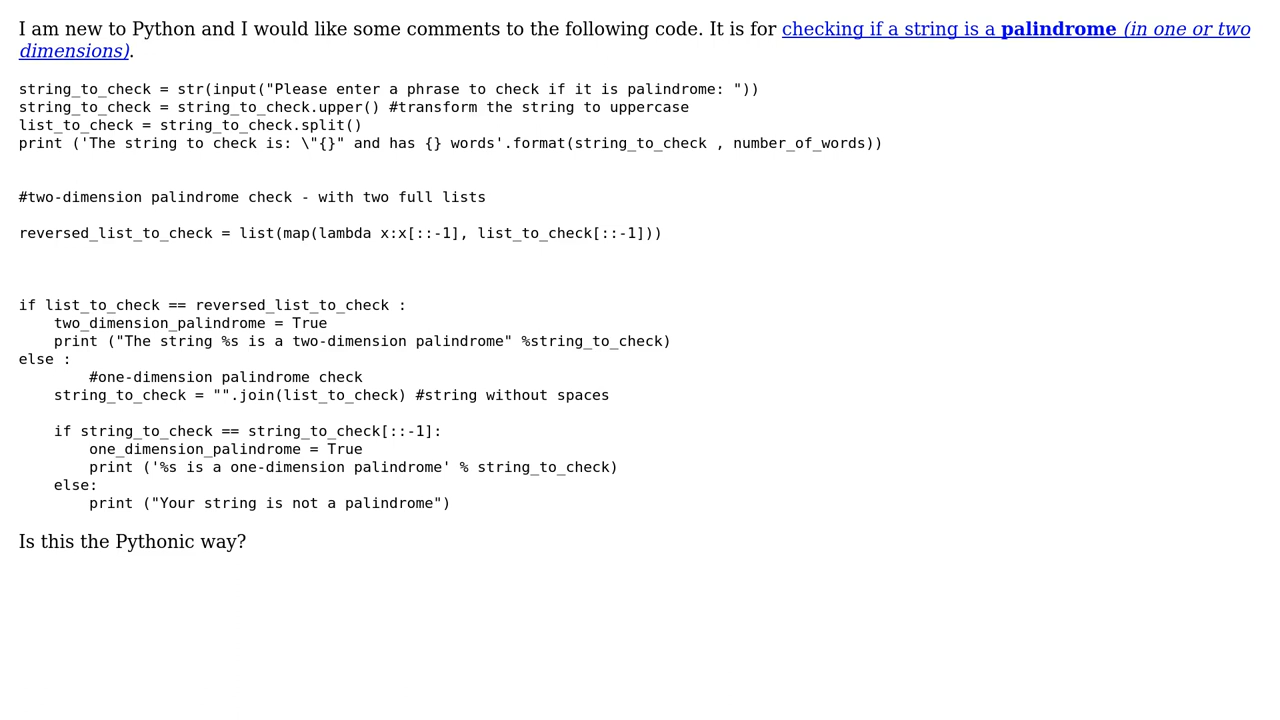 I am new to Python and I would like some comments to the following code. It is for checking if a string is a palindrome (in one or two
dimensions).
string_to_check = str(input("Please enter a phrase to check if it is palindrome: "))
string_to_check = string_to_check.upper() #transform the string to uppercase
list_to_check = string_to_check.split()
print ('The string to check is: \"{}" and has {} words'.format(string_to_check , number_of_words))
#two-dimension palindrome check - with two full lists
reversed_list_to_check = list(map(lambda x:x[::-1], list_to_check[::-1]))
if list_to_check == reversed_list_to_check :
    two_dimension_palindrome = True
    print ("The string %s is a two-dimension palindrome" %string_to_check)
else :
        #one-dimension palindrome check
    string_to_check = "".join(list_to_check) #string without spaces
    if string_to_check == string_to_check[::-1]:
        one_dimension_palindrome = True
        print ('%s is a one-dimension palindrome' % string_to_check)
    else:
        print ("Your string is not a palindrome")
Is this the Pythonic way?